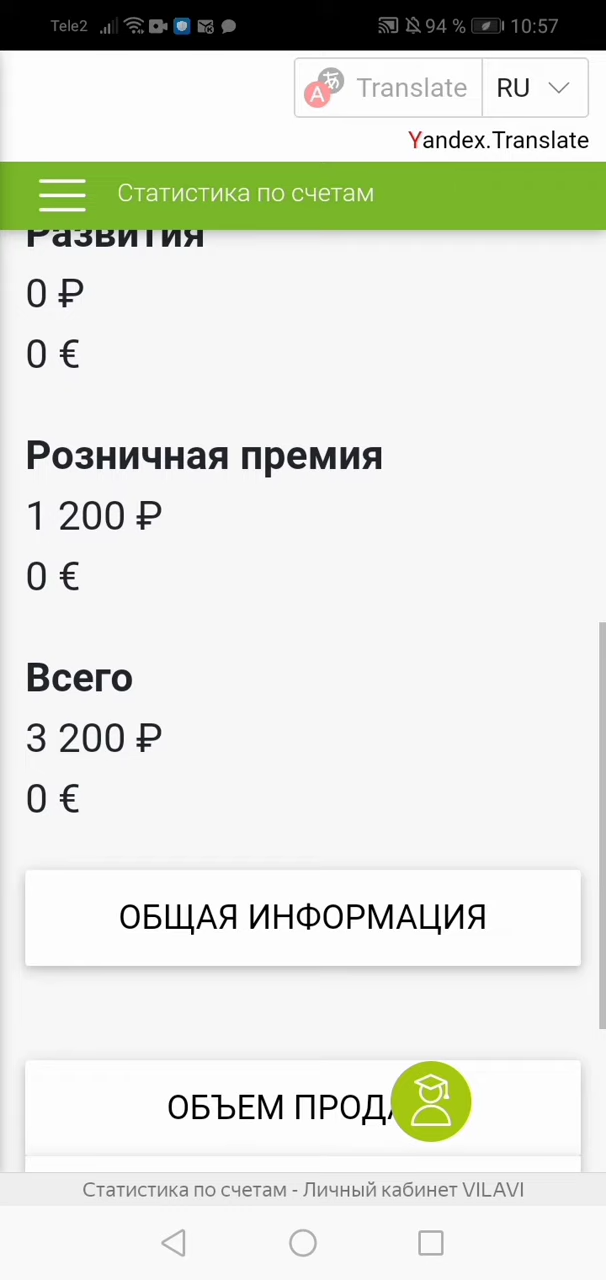 Tele2 94 % 10:57
Translate RU
Yandex.Translate
Статистика по счетам
Развития
0 ₽
0 €
Розничная премия
1 200 ₽
0 €
Всего
3 200 ₽
0 €
ОБЩАЯ ИНФОРМАЦИЯ
ОБЪЕМ ПРОДА
Статистика по счетам - Личный кабинет VILAVI